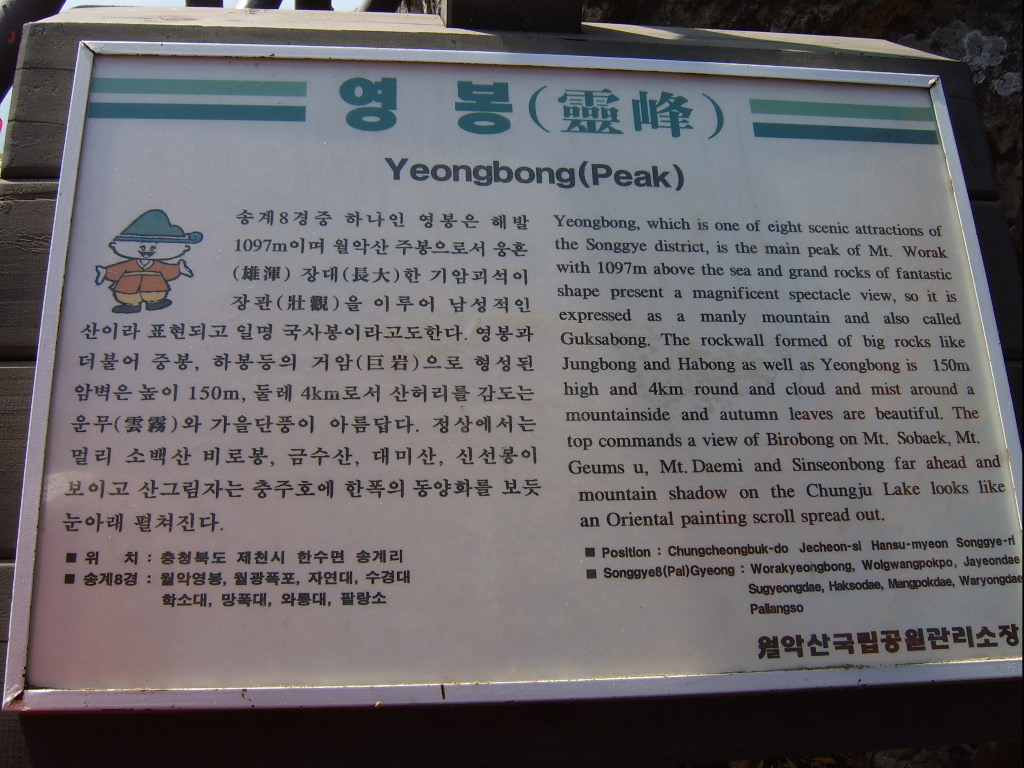 영 봉(靈峰)
Yeongbong(Peak)
송계8경중 하나인 영봉은 해발
1097m이며 월악산 주봉으로서 웅혼
(雄渾) 장대(長大)한 기암괴석이
장관(壯觀)을 이루어 남성적인
산이라 표현되고 일명 국사봉이라고도한다. 영봉과
더불어 중봉, 하봉등의 거암(巨岩)으로 형성된
암벽은 높이 150m, 둘레 4km로서 산허리를 감도는
운무(雲霧)와 가을단풍이 아름답다. 정상에서는
멀리 소백산 비로봉, 금수산, 대미산, 신선봉이
보이고 산그림자는 충주호에 한폭의 동양화를 보듯
눈아래 펼쳐진다.
■ 위 치 : 충청북도 제천시 한수면 송계리
■ 송계8경 : 월악영봉, 월광폭포, 자연대, 수경대
학소대, 망폭대, 와룡대, 팔랑소
Yeongbong, which is one of eight scenic attractions of
the Songgye district, is the main peak of Mt. Worak
with 1097m above the sea and grand rocks of fantastic
shape present a magnificent spectacle view, so it is
expressed as a manly mountain and also called
Guksabong. The rockwall formed of big rocks like
Jungbong and Habong as well as Yeongbong is 150m
high and 4km round and cloud and mist around a
mountainside and autumn leaves are beautiful. The
top commands a view of Birobong on Mt. Sobaek, Mt.
Geums u, Mt. Daemi and Sinseonbong far ahead and
mountain shadow on the Chungju Lake looks like
an Oriental painting scroll spread out.
■ Position : Chungcheongbuk-do Jecheon-si Hansu-myeon Songgye-ri
■ Songgye8(Pal)Gyeong : Worakyeongbong, Wolgwangpokpo, Jayeondae
Sugyeongdae, Haksodae, Mangpokdae, Waryongdae
Pallangso
월악산국립공원관리소장